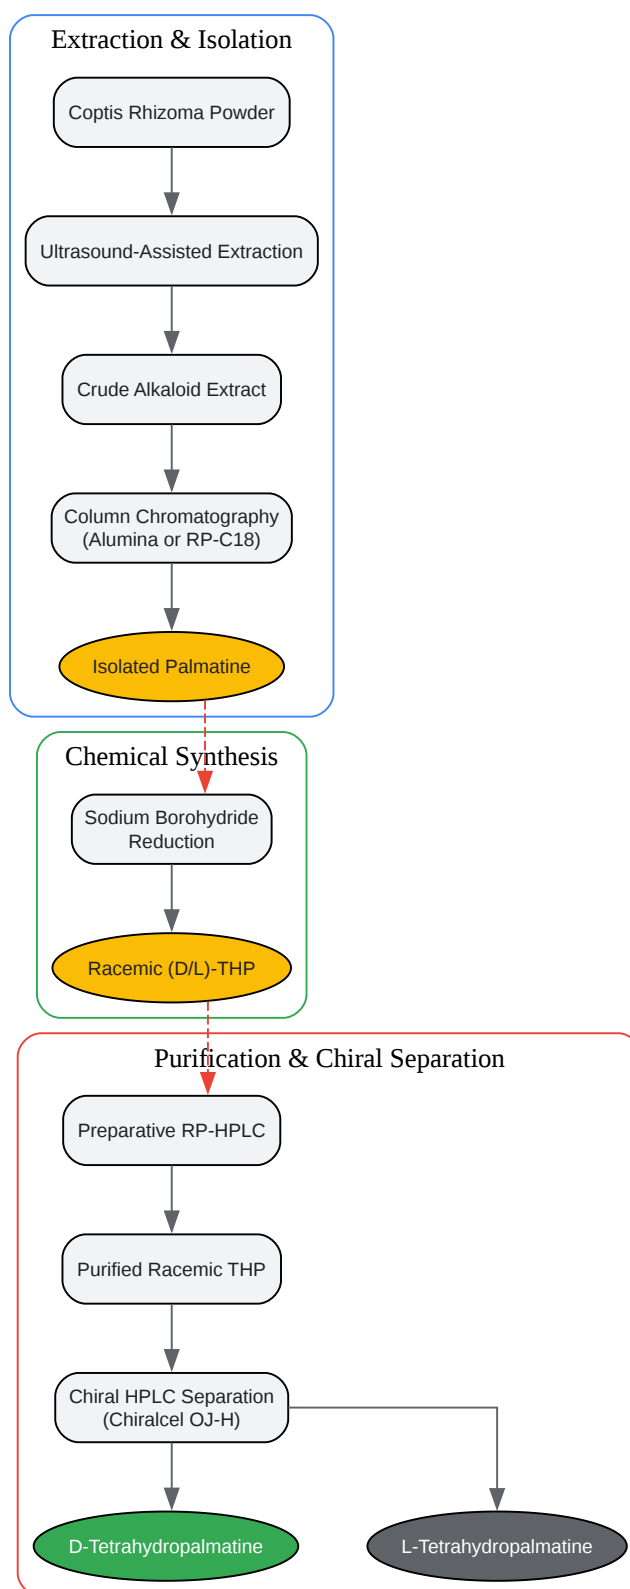 Extraction & Isolation
Coptis Rhizoma Powder
Ultrasound-Assisted Extraction
Crude Alkaloid Extract
Column Chromatography
(Alumina or RP-C18)
Isolated Palmatine
Chemical Synthesis
Sodium Borohydride
Reduction
Racemic (D/L)-THP
Purification & Chiral Separation
Preparative RP-HPLC
Purified Racemic THP
Chiral HPLC Separation
(Chiralcel OJ-H)
D-Tetrahydropalmatine
L-Tetrahydropalmatine